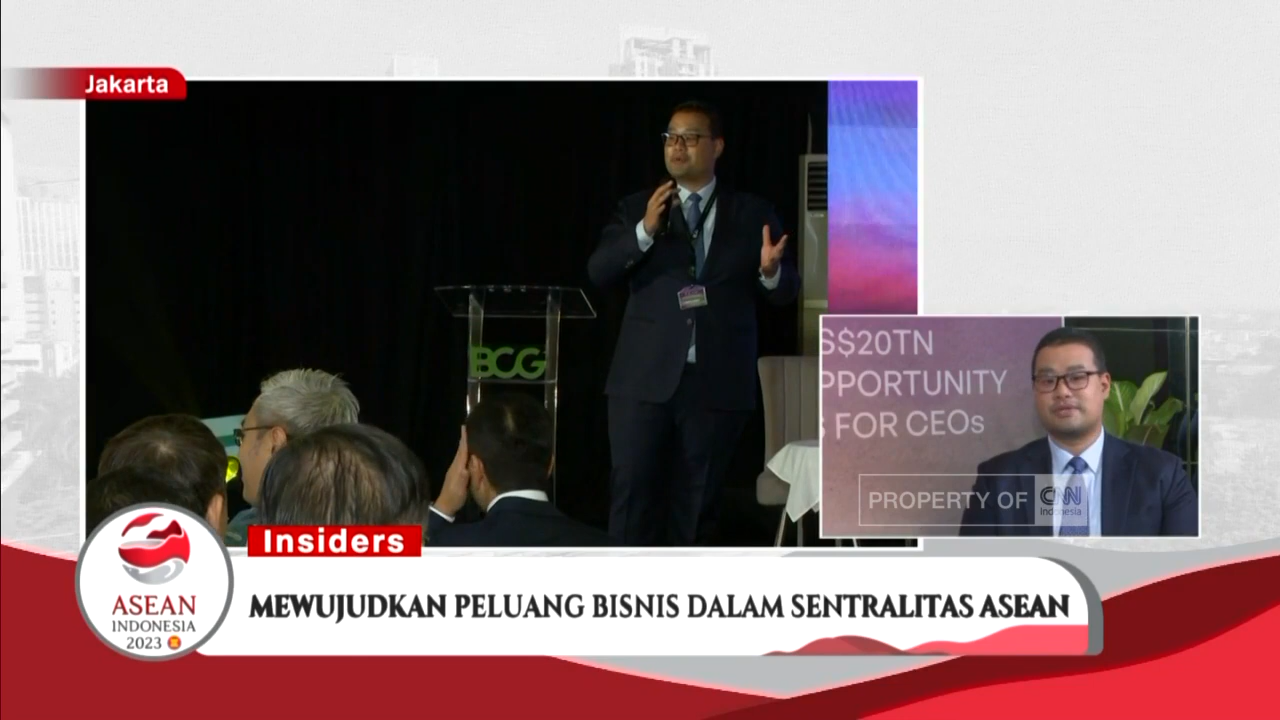 Jakarta
BCG
S$20TN
PPORTUNITY
FOR CEOs
PROPERTY OF CNN
Indonesia
Insiders
MEWUJUDKAN PELUANG BISNIS DALAM SENTRALITAS ASEAN
ASEAN
INDONESIA
2023